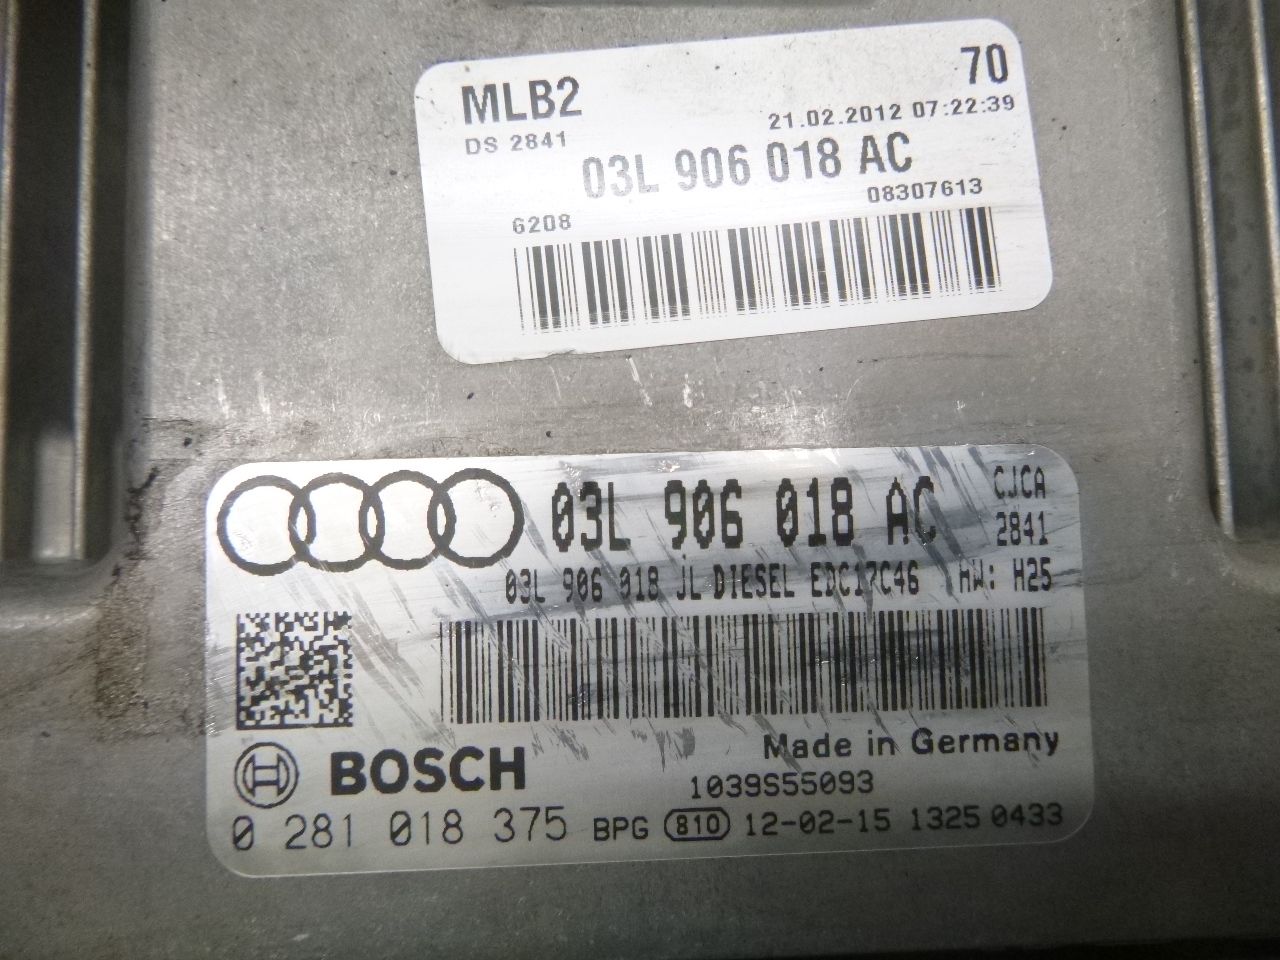 MLB2 70
DS 2841 21.02.2012 07:22:39
03L 906 018 AC
6208 08307613
03L 906 018 AC CJCA
2841
03L 906 018 JL DIESEL EDC17C46 HW: H25
BOSCH Made in Germany
1039S55093
0 281 018 375 BPG 810 12-02-15 1325 0433